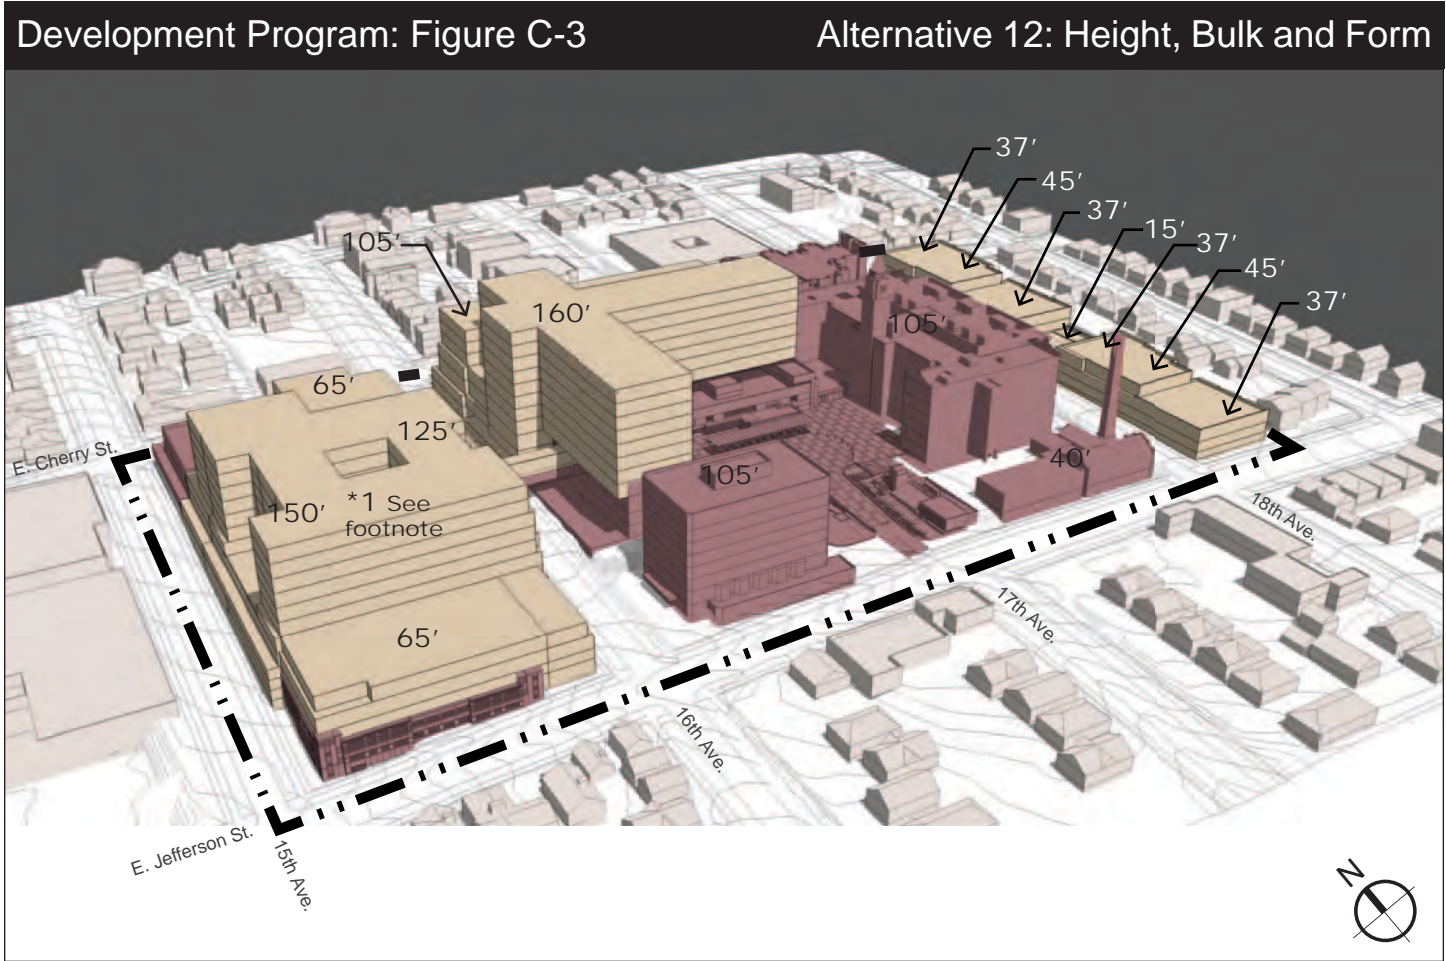 Development Program: Figure C-3
Alternative 12: Height, Bulk and Form
37′
45′
37′
15′
37′
45′
37′
105′
160′
105′
65′
125′
E. Cherry St.
150′
*1 See
footnote
105′
40′
65′
18th Ave.
17th Ave.
16th Ave.
E. Jefferson St.
15th Ave.
N